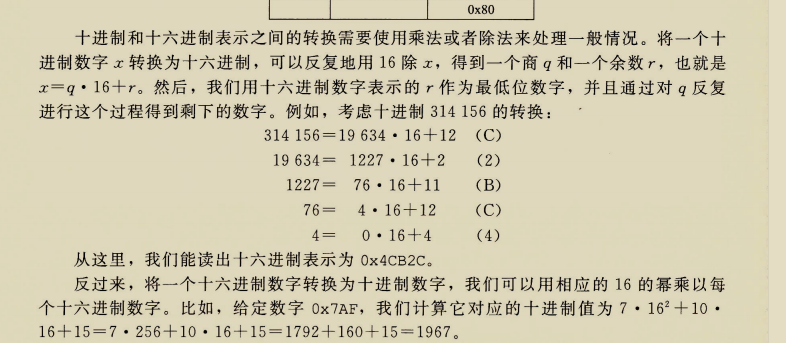 0x80
十进制和十六进制表示之间的转换需要使用乘法或者除法来处理一般情况。将一个十
进制数字 x 转换为十六进制，可以反复地用 16 除 x，得到一个商 q 和一个余数 r，也就是
x=q·16+r。然后，我们用十六进制数字表示的 r 作为最低位数字，并且通过对 q 反复
进行这个过程得到剩下的数字。例如，考虑十进制 314 156 的转换：
314 156=19 634·16+12 (C)
19 634= 1227·16+2 (2)
1227= 76·16+11 (B)
76= 4·16+12 (C)
4= 0·16+4 (4)
从这里，我们能读出十六进制表示为 0x4CB2C。
反过来，将一个十六进制数字转换为十进制数字，我们可以用相应的 16 的幂乘以每
个十六进制数字。比如，给定数字 0x7AF，我们计算它对应的十进制值为 7·16²+10·
16+15=7·256+10·16+15=1792+160+15=1967。